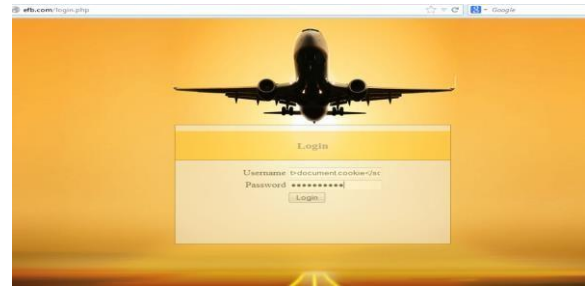 efb.com/login.php Google
Login
Username t>document.cookie</sc
Password ••••••••••
Login